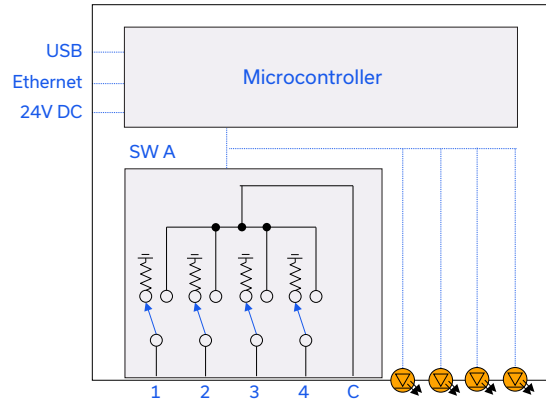 USB
Microcontroller
Ethernet
24V DC
SW A
1 2 3 4 C